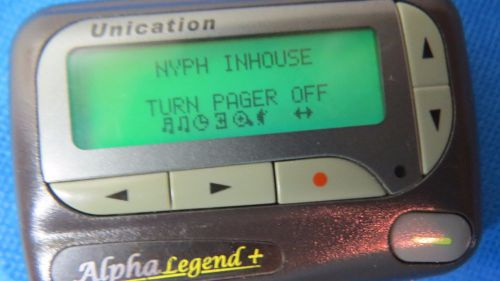 Unication
NYPH INHOUSE
TURN PAGER OFF
Alpha Legend +